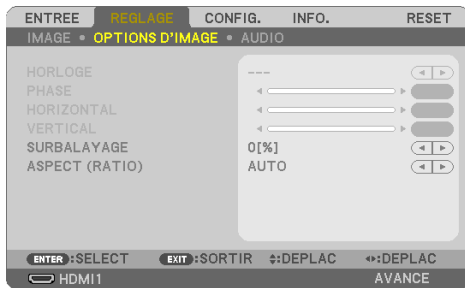 ENTREE REGLAGE CONFIG. INFO. RESET
IMAGE • OPTIONS D'IMAGE • AUDIO
HORLOGE ---
PHASE
HORIZONTAL
VERTICAL
SURBALAYAGE 0[%]
ASPECT (RATIO) AUTO
ENTER :SELECT EXIT :SORTIR :DEPLAC :DEPLAC
HDMI1 AVANCE